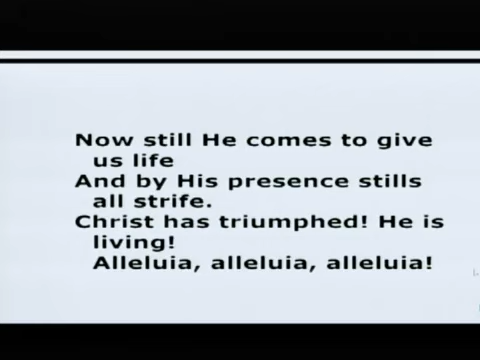 Now still He comes to give
us life
And by His presence stills
all strife.
Christ has triumphed! He is
living!
Alleluia, alleluia, alleluia!